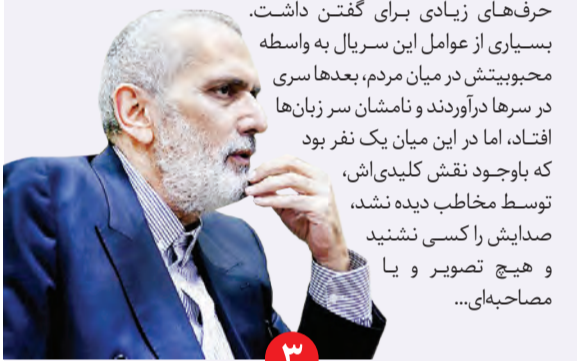 حرف‌های زیادی برای گفتن داشت.
بسیاری از عوامل این سریال به واسطه
محبوبیتش در میان مردم، بعدها سری
در سرها درآوردند و نامشان سر زبان‌ها
افتاد، اما در این میان یک نفر بود
که باوجود نقش کلیدی‌اش،
توسط مخاطب دیده نشد،
صدایش را کسی نشنید
و هیچ تصویر و یا
مصاحبه‌ای...
۳